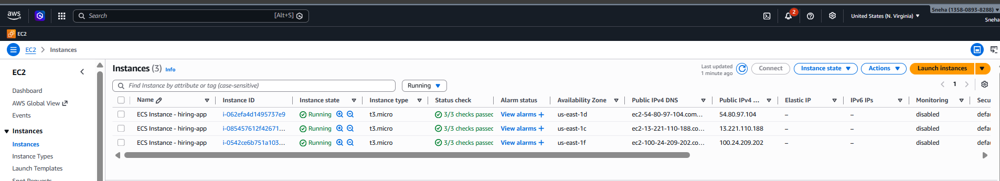 aws
Search [Alt+S]
2
United States (N. Virginia) ▼
Sneha (1358-0893-8288) ▼
Sneha
EC2
EC2 > Instances
EC2
Dashboard
AWS Global View
Events
▼ Instances
Instances
Instance Types
Launch Templates
Spot Requests
Instances (3) Info
Last updated
1 minute ago
Connect
Instance state ▼
Actions ▼
Launch instances ▼
Find Instance by attribute or tag (case-sensitive)
Running ▼
< 1 >
Name Instance ID Instance state Instance type Status check Alarm status Availability Zone Public IPv4 DNS Public IPv4 ... Elastic IP IPv6 IPs Monitoring Secu
ECS Instance - hiring-app i-062efa4d1495737e9 Running t3.micro 3/3 checks passed View alarms + us-east-1d ec2-54-80-97-104.com... 54.80.97.104 – – disabled defau
ECS Instance - hiring-app i-085457612f42671... Running t3.micro 3/3 checks passed View alarms + us-east-1c ec2-13-221-110-188.co... 13.221.110.188 – – disabled defau
ECS Instance - hiring-app i-0542ce6b751a103... Running t3.micro 3/3 checks passed View alarms + us-east-1f ec2-100-24-209-202.co... 100.24.209.202 – – disabled defau